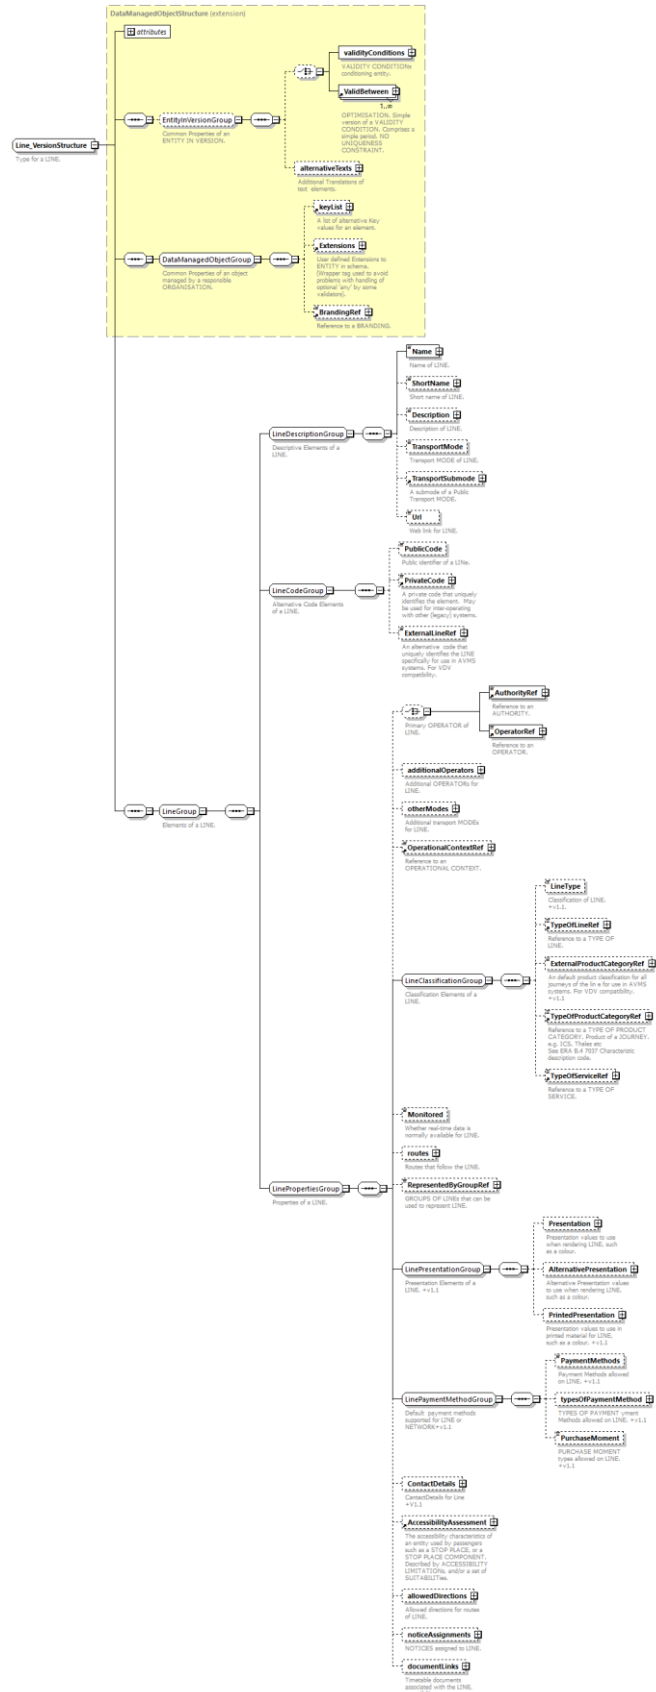 DataManagedObjectStructure (extension)
attributes
validityConditions
VALIDITY CONDITIONs
conditioning entity.
ValidBetween
1..∞
OPTIMISATION. Simple
version of a VALIDITY
CONDITION. Comprises a
simple period. NO
UNIQUENESS
CONSTRAINT.
EntityInVersionGroup
Common Properties of an
ENTITY IN VERSION.
Line_VersionStructure
Type for a LINE.
alternativeTexts
Additional Translations of
text elements.
keyList
A list of alternative Key
values for an element.
Extensions
User defined Extensions to
ENTITY in schema.
(Wrapper tag used to avoid
problems with handling of
optional 'any' by some
validators).
DataManagedObjectGroup
Common Properties of an object
managed by a responsible
ORGANISATION.
BrandingRef
Reference to a BRANDING.
Name
Name of LINE.
ShortName
Short name of LINE.
Description
Description of LINE.
LineDescriptionGroup
Descriptive Elements of a
LINE.
TransportMode
Transport MODE of LINE.
TransportSubmode
A submode of a Public
Transport MODE.
Url
Web link for LINE.
PublicCode
Public identifier of a LINe.
PrivateCode
A private code that uniquely
identifies the element. May
be used for inter-operating
with other (legacy) systems.
LineCodeGroup
Alternative Code Elements
of a LINE.
ExternalLineRef
An alternative code that
uniquely identifies the LINE
specifically for use in AVMS
systems. For VDV
compatibility.
AuthorityRef
Reference to an
AUTHORITY.
Primary OPERATOR of
LINE.
OperatorRef
Reference to an
OPERATOR.
additionalOperators
Additional OPERATORs for
LINE.
otherModes
Additional transport MODEs
for LINE.
LineGroup
Elements of a LINE.
OperationalContextRef
Reference to an
OPERATIONAL CONTEXT.
LineType
Classification of LINE.
+v1.1.
TypeOfLineRef
Reference to a TYPE OF
LINE.
ExternalProductCategoryRef
An default product clasification for all
journeys of the lin e for use in AVMS
systems. For VDV compatibility.
+v1.1
LineClassificationGroup
Classification Elements of a
LINE.
TypeOfProductCategoryRef
Reference to a TYPE OF PRODUCT
CATEGORY. Product of a JOURNEY.
e.g. ICS, Thales etc
See ERA B.4 7037 Characteristic
description code.
TypeOfServiceRef
Reference to a TYPE OF
SERVICE.
Monitored
Whether real-time data is
normally available for LINE.
routes
Routes that follow the LINE.
LinePropertiesGroup
Properties of a LINE.
RepresentedByGroupRef
GROUPS OF LINEs that can be
used to represent LINE.
Presentation
Presentation values to use
when rendering LINE, such
as a colour.
LinePresentationGroup
Presentation Elements of a
LINE. +v1.1
AlternativePresentation
Alternative Presentation values
to use when rendering LINE,
such as a colour.
PrintedPresentation
Presentation values to use in
printed material for LINE,
such as a colour. +v1.1
PaymentMethods
Payment Methods allowed
on LINE. +v1.1
LinePaymentMethodGroup
Default payment methods
supported for LINE or
NETWORK+v1.1
typesOfPaymentMethod
TYPES OF PAYMENT yment
Methods allowed on LINE. +v1.1
PurchaseMoment
PURCHASE MOMENT
types allowed on LINE.
+v1.1
ContactDetails
ContactDetails for Line
+V1.1
AccessibilityAssessment
The accessibility characteristics of
an entity used by passengers
such as a STOP PLACE, or a
STOP PLACE COMPONENT.
Described by ACCESSIBILITY
LIMITATIONs, and/or a set of
SUITABILITIes.
allowedDirections
Allowed directions for routes
of LINE.
noticeAssignments
NOTICES assigned to LINE.
documentLinks
Timetable documents
associated with the LINE.